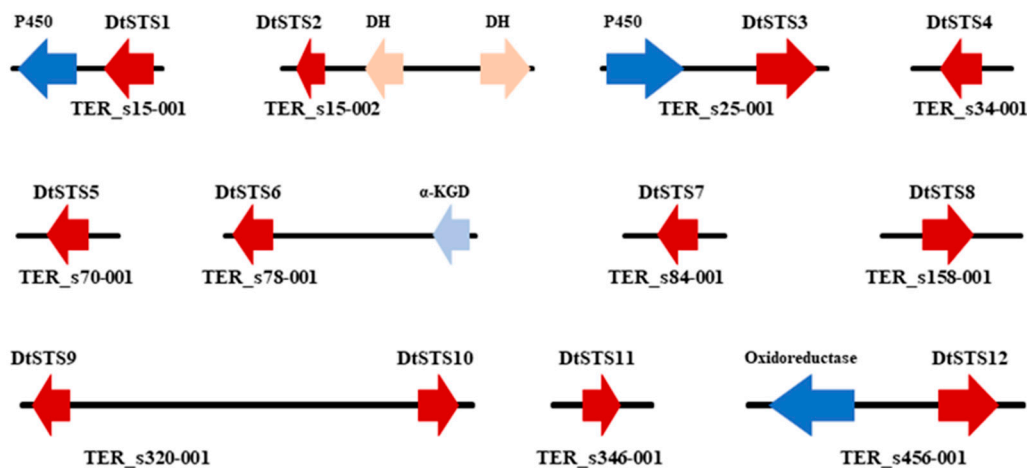 P450 DtSTS1 DtSTS2 DH DH P450 DtSTS3 DtSTS4
TER_s15-001 TER_s15-002 TER_s25-001 TER_s34-001
DtSTS5 DtSTS6 α-KGD DtSTS7 DtSTS8
TER_s70-001 TER_s78-001 TER_s84-001 TER_s158-001
DtSTS9 DtSTS10 DtSTS11 Oxidoreductase DtSTS12
TER_s320-001 TER_s346-001 TER_s456-001